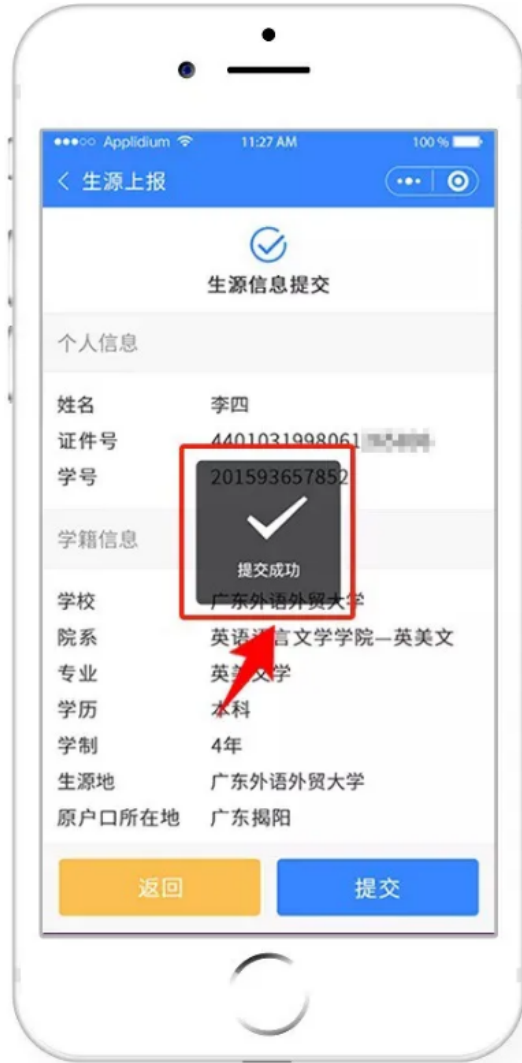 ●●●○○ Applidium 11:27 AM 100 %
生源上报
生源信息提交
个人信息
姓名 李四
证件号 4401031998061
学号 201593657852
学籍信息
提交成功
学校 广东外语外贸大学
院系 英语语言文学学院—英美文
专业 英美文学
学历 本科
学制 4年
生源地 广东外语外贸大学
原户口所在地 广东揭阳
返回 提交